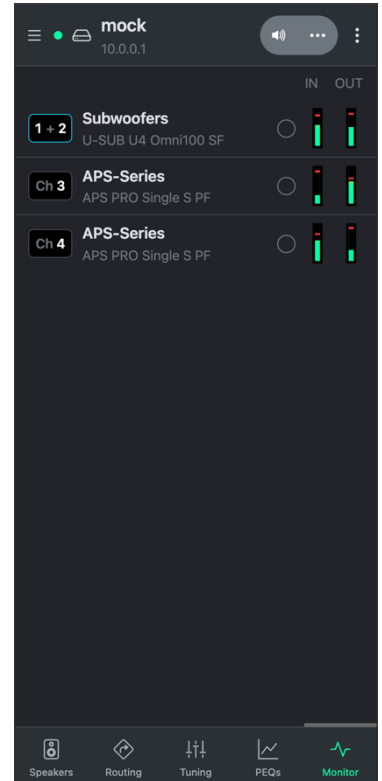 mock
10.0.0.1
IN OUT
1 + 2 Subwoofers
U-SUB U4 Omni100 SF
Ch 3 APS-Series
APS PRO Single S PF
Ch 4 APS-Series
APS PRO Single S PF
Speakers Routing Tuning PEQs Monitor